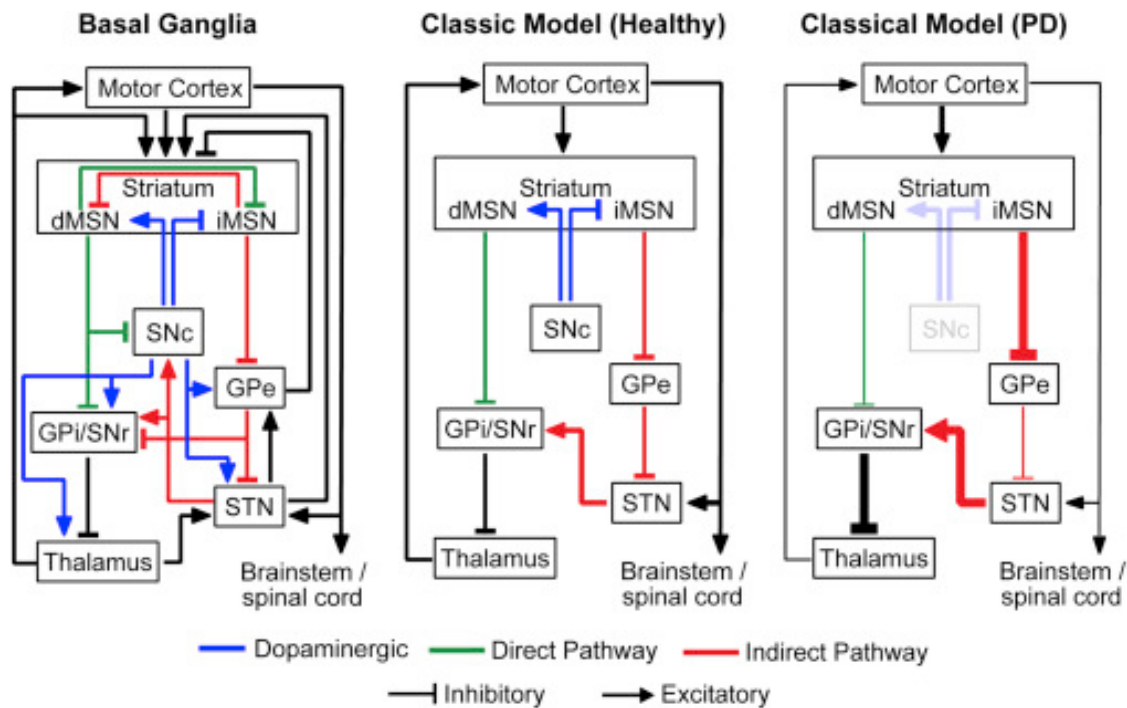 Basal Ganglia
Motor Cortex
Striatum
dMSN
iMSN
SNc
GPe
GPi/SNr
STN
Thalamus
Brainstem /
spinal cord
Classic Model (Healthy)
Motor Cortex
Striatum
dMSN
iMSN
SNc
GPe
GPi/SNr
STN
Thalamus
Brainstem /
spinal cord
Classical Model (PD)
Motor Cortex
Striatum
dMSN
iMSN
SNc
GPe
GPi/SNr
STN
Thalamus
Brainstem /
spinal cord
Dopaminergic
Direct Pathway
Indirect Pathway
Inhibitory
Excitatory